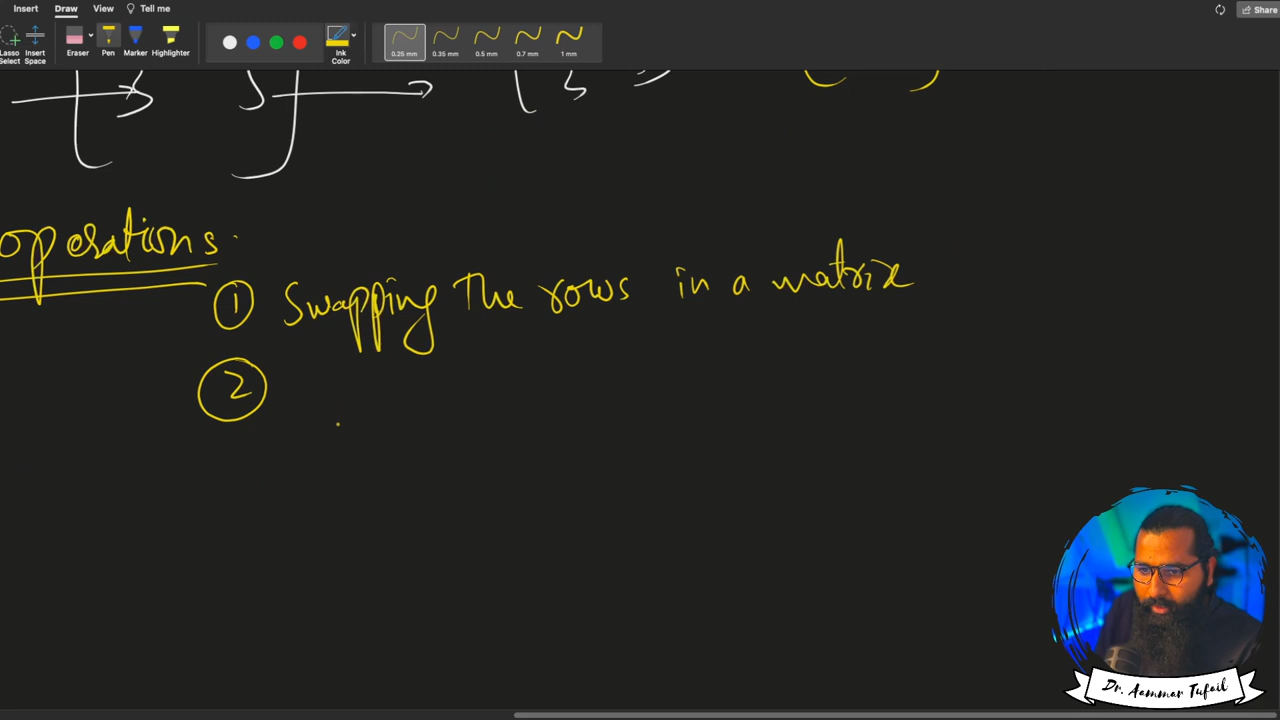 Insert Draw View Tell me
Share
Lasso Select
Insert Space
Eraser
Pen
Marker
Highlighter
Ink Color
0.25 mm
0.35 mm
0.5 mm
0.7 mm
1 mm
operations.
① Swapping the rows in a matrix
②
Dr. Aammar Tufail